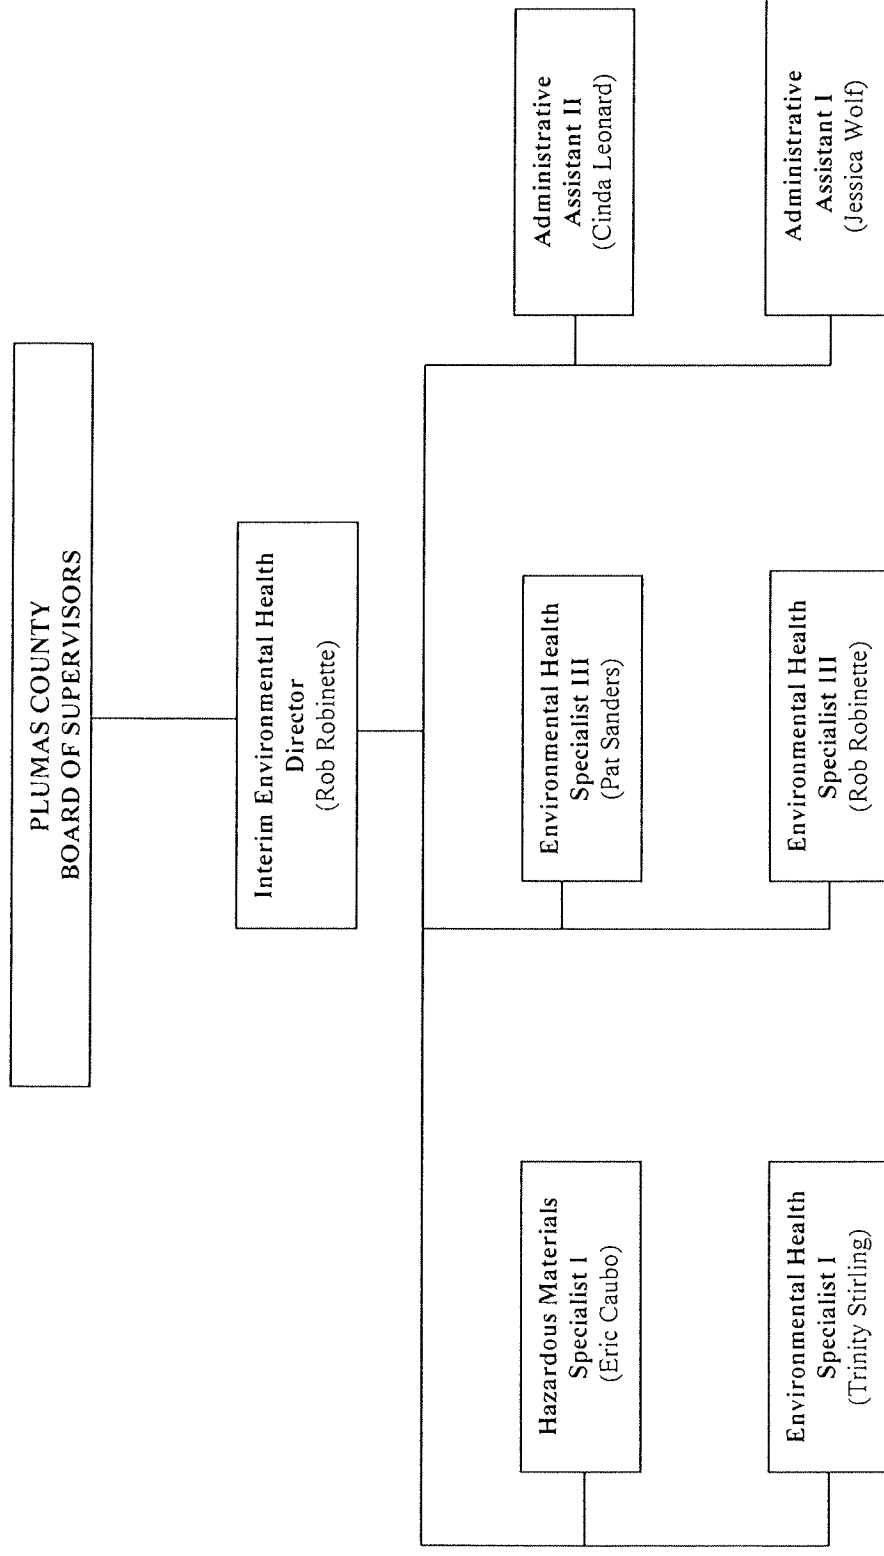 PLUMAS COUNTY
BOARD OF SUPERVISORS
Interim Environmental Health
Director
(Rob Robinette)
Hazardous Materials
Specialist I
(Eric Caubo)
Environmental Health
Specialist I
(Trinity Stirling)
Environmental Health
Specialist III
(Pat Sanders)
Environmental Health
Specialist III
(Rob Robinette)
Administrative
Assistant II
(Cinda Leonard)
Administrative
Assistant I
(Jessica Wolf)